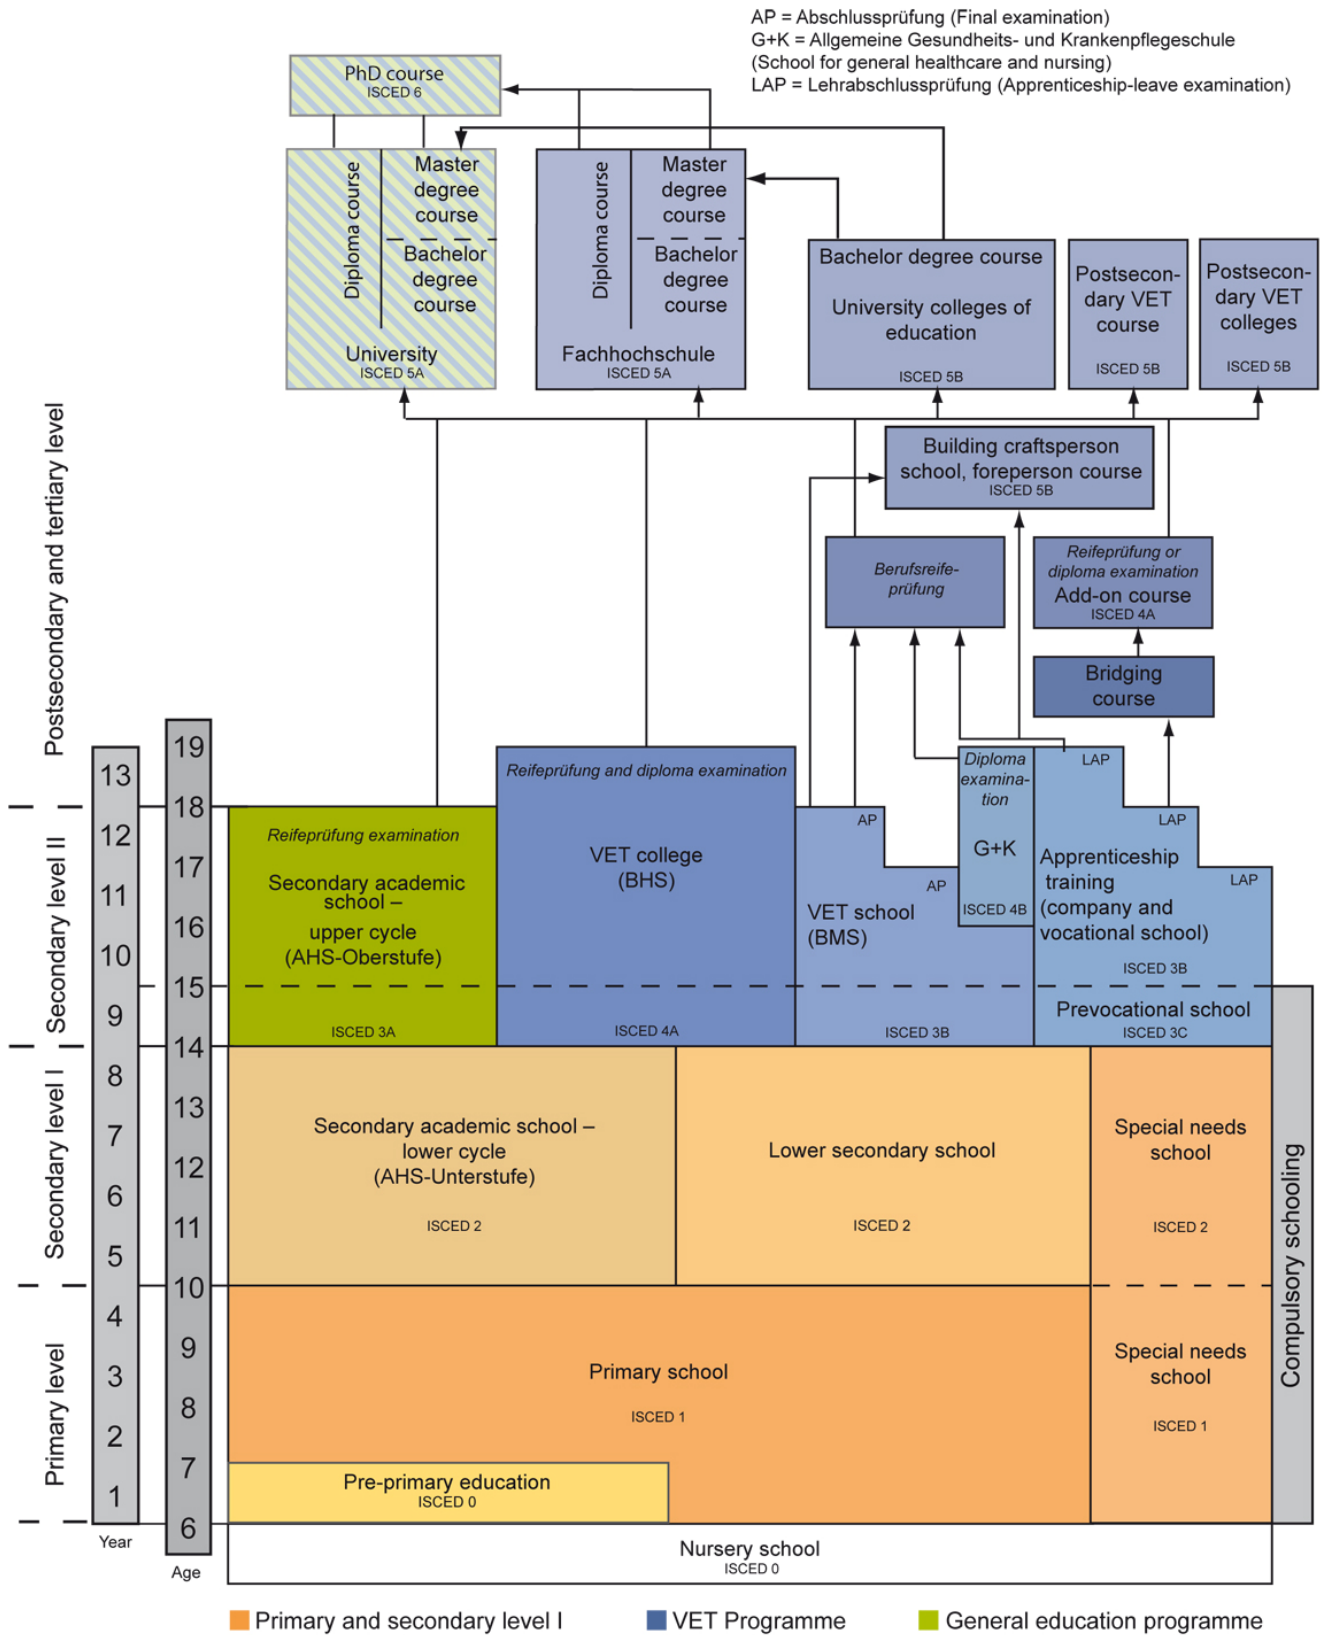 AP = Abschlussprüfung (Final examination)
G+K = Allgemeine Gesundheits- und Krankenpflegeschule
(School for general healthcare and nursing)
LAP = Lehrabschlussprüfung (Apprenticeship-leave examination)
PhD course
ISCED 6
Diploma course
Master
degree
course
Bachelor
degree
course
University
ISCED 5A
Diploma course
Master
degree
course
Bachelor
degree
course
Fachhochschule
ISCED 5A
Bachelor degree course
University colleges of
education
ISCED 5B
Postsecon-
dary VET
course
ISCED 5B
Postsecon-
dary VET
colleges
ISCED 5B
Building craftsperson
school, foreperson course
ISCED 5B
Berufsreife-
prüfung
Reifeprüfung or
diploma examination
Add-on course
ISCED 4A
Bridging
course
Postsecondary and tertiary level
Secondary level II
Secondary level I
Primary level
13
12
11
10
9
8
7
6
5
4
3
2
1
Year
19
18
17
16
15
14
13
12
11
10
9
8
7
6
Age
Reifeprüfung examination
Secondary academic
school –
upper cycle
(AHS-Oberstufe)
ISCED 3A
Reifeprüfung and diploma examination
VET college
(BHS)
ISCED 4A
AP
AP
VET school
(BMS)
ISCED 3B
Diploma
examina-
tion
G+K
ISCED 4B
LAP
LAP
LAP
Apprenticeship
training
(company and
vocational school)
ISCED 3B
Prevocational school
ISCED 3C
Secondary academic school –
lower cycle
(AHS-Unterstufe)
ISCED 2
Lower secondary school
ISCED 2
Special needs
school
ISCED 2
Primary school
ISCED 1
Special needs
school
ISCED 1
Pre-primary education
ISCED 0
Nursery school
ISCED 0
Compulsory schooling
Primary and secondary level I
VET Programme
General education programme